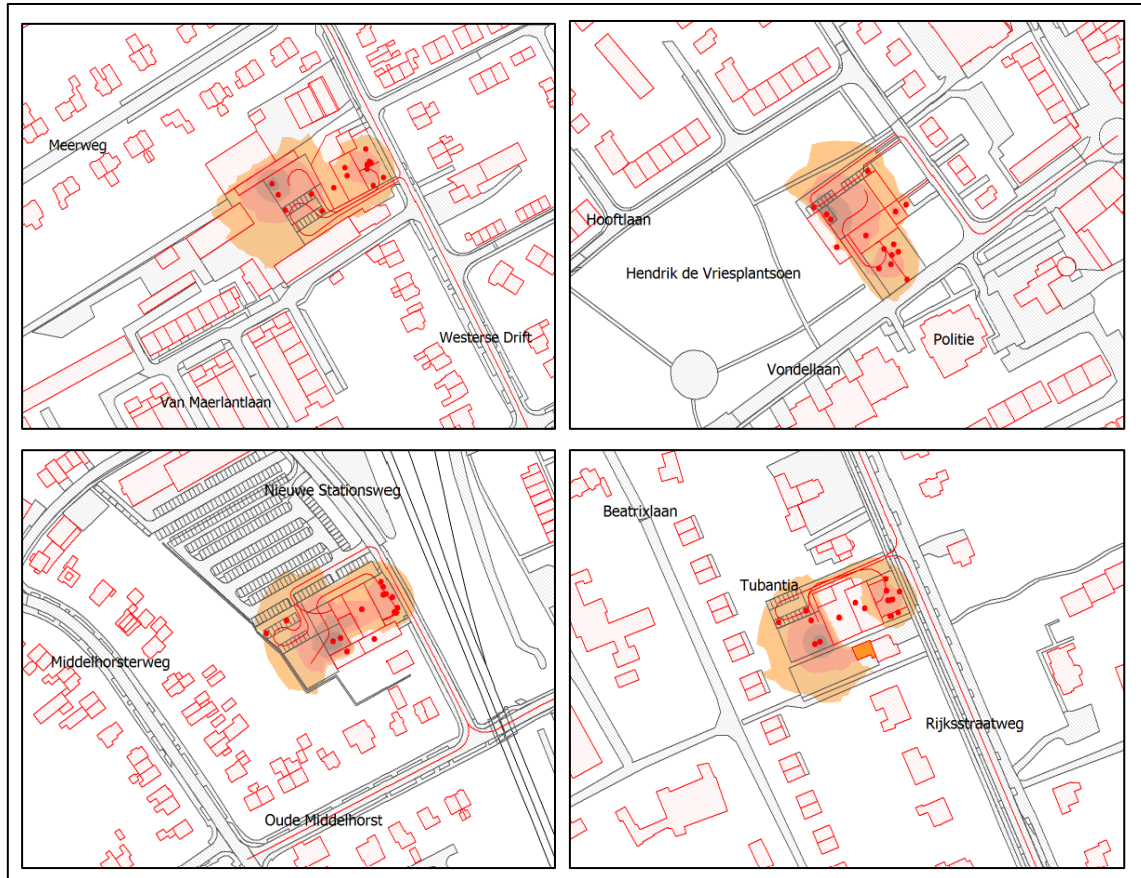 Meerweg
Westerse Drift
Van Maerlantlaan
Hooftlaan
Hendrik de Vriesplantsoen
Politie
Vondellaan
Nieuwe Stationsweg
Middelhorsterweg
Oude Middelhorst
Beatrixlaan
Tubantia
Rijksstraatweg